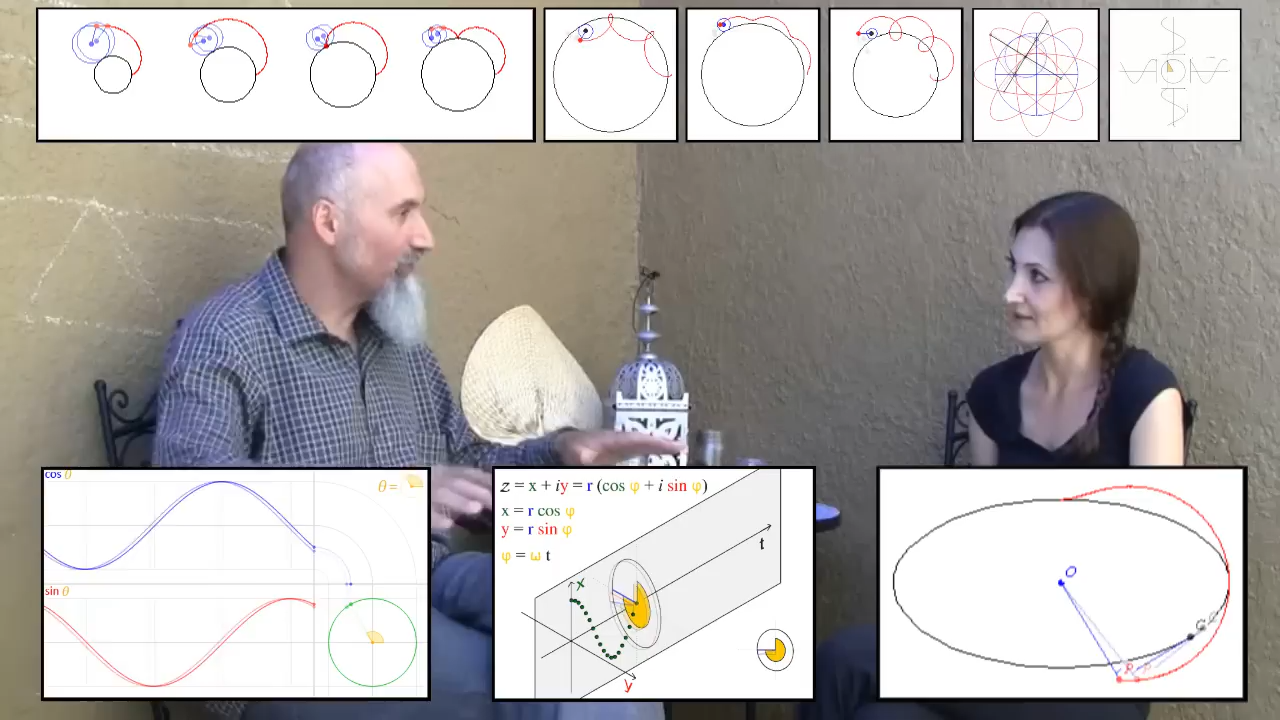 cos θ
θ =
sin θ
z = x + iy = r (cos φ + i sin φ)
x = r cos φ
y = r sin φ
φ = ω t
t
x
y
O